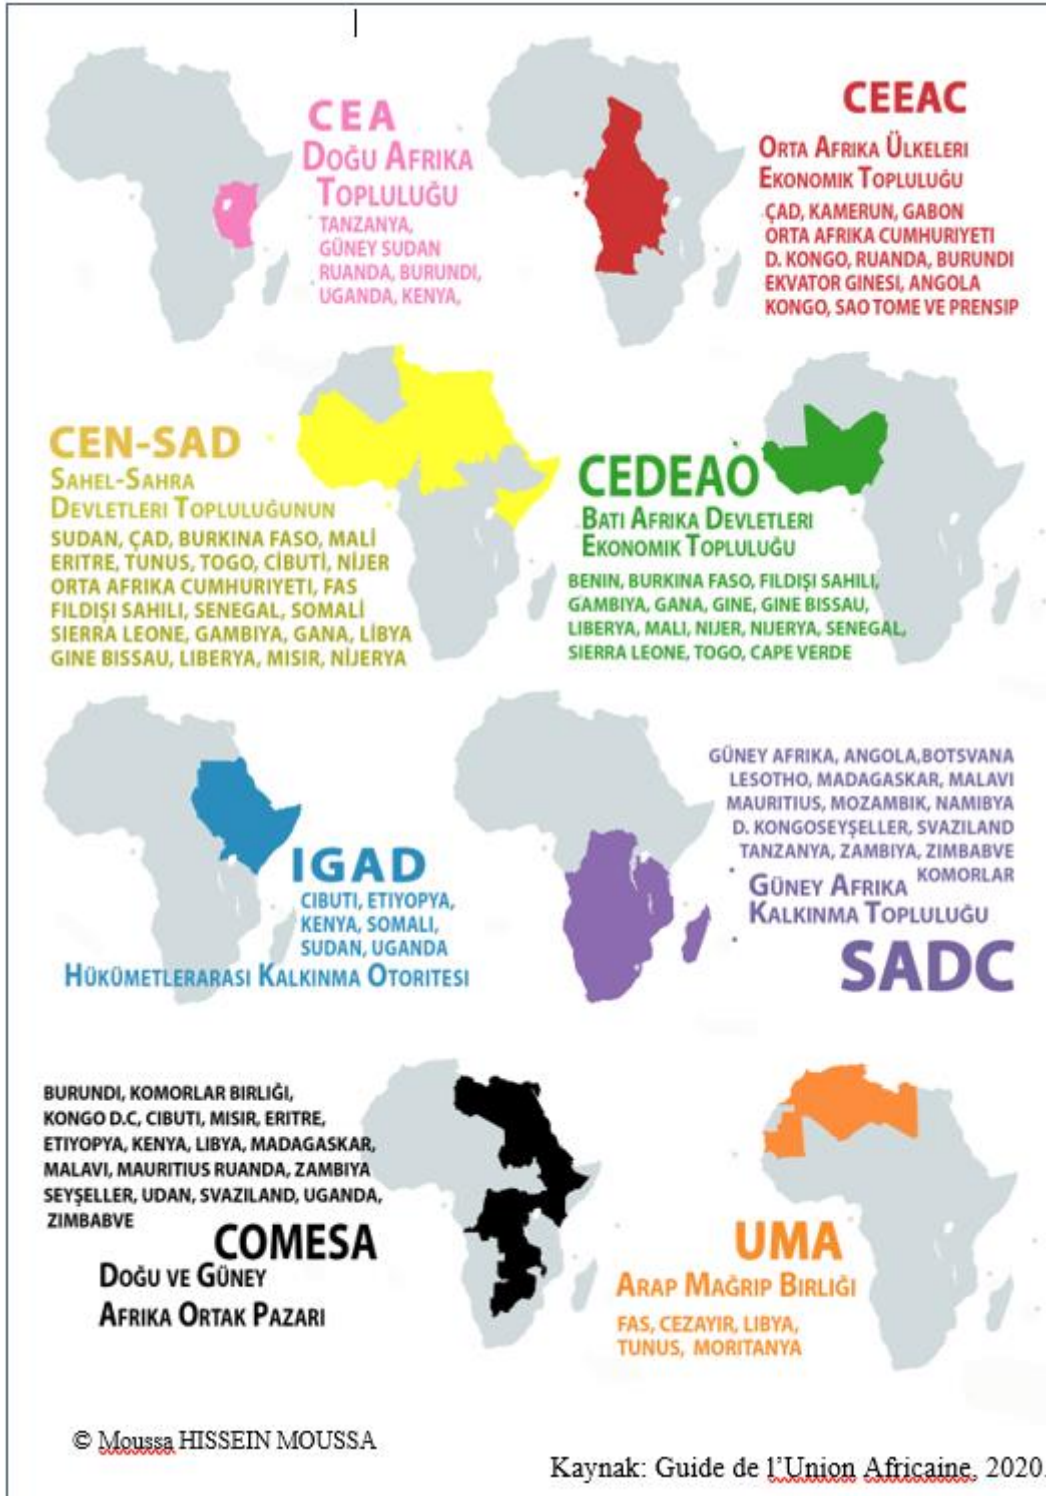 CEA
DOĞU AFRIKA
TOPLULUĞU
TANZANYA,
GÜNEY SUDAN
RUANDA, BURUNDI,
UGANDA, KENYA,
CEEAC
ORTA AFRIKA ÜLKELERI
EKONOMIK TOPLULUĞU
ÇAD, KAMERUN, GABON
ORTA AFRIKA CUMHURIYETI
D. KONGO, RUANDA, BURUNDI
EKVATOR GINESI, ANGOLA
KONGO, SAO TOME VE PRENSIP
CEN-SAD
SAHEL-SAHRA
DEVLETLERI TOPLULUĞUNUN
SUDAN, ÇAD, BURKINA FASO, MALİ
ERITRE, TUNUS, TOGO, CİBUTİ, NİJER
ORTA AFRIKA CUMHURIYETI, FAS
FILDIŞI SAHILI, SENEGAL, SOMALİ
SIERRA LEONE, GAMBIYA, GANA, LİBYA
GINE BISSAU, LIBERYA, MISIR, NİJERYA
CEDEAO
BATI AFRIKA DEVLETLERI
EKONOMIK TOPLULUĞU
BENIN, BURKINA FASO, FILDIŞI SAHILI,
GAMBIYA, GANA, GINE, GINE BISSAU,
LIBERYA, MALI, NIJER, NIJERYA, SENEGAL,
SIERRA LEONE, TOGO, CAPE VERDE
IGAD
CIBUTI, ETIYOPYA,
KENYA, SOMALI,
SUDAN, UGANDA
HÜKÜMETLERARASI KALKINMA OTORITESI
GÜNEY AFRIKA, ANGOLA,BOTSVANA
LESOTHO, MADAGASKAR, MALAVI
MAURITIUS, MOZAMBIK, NAMIBYA
D. KONGOSEYŞELLER, SVAZILAND
TANZANYA, ZAMBIYA, ZIMBABVE
KOMORLAR
GÜNEY AFRIKA
KALKINMA TOPLULUĞU
SADC
BURUNDI, KOMORLAR BIRLIĞI,
KONGO D.C, CIBUTI, MISIR, ERITRE,
ETIYOPYA, KENYA, LIBYA, MADAGASKAR,
MALAVI, MAURITIUS RUANDA, ZAMBIYA
SEYŞELLER, UDAN, SVAZILAND, UGANDA,
ZIMBABVE
COMESA
DOĞU VE GÜNEY
AFRIKA ORTAK PAZARI
UMA
ARAP MAĞRIP BIRLIĞI
FAS, CEZAYIR, LIBYA,
TUNUS, MORITANYA
© Moussa HISSEIN MOUSSA
Kaynak: Guide de l'Union Africaine, 2020.